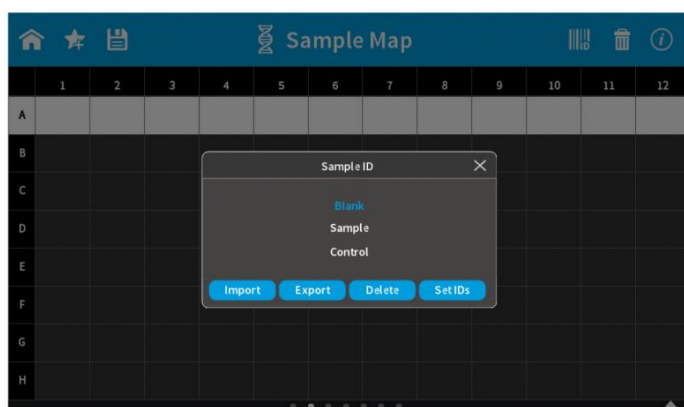 Sample Map
1 2 3 4 5 6 7 8 9 10 11 12
A
B
Sample ID
C
Blank
D
Sample
Control
E
Import Export Delete Set IDs
F
G
H